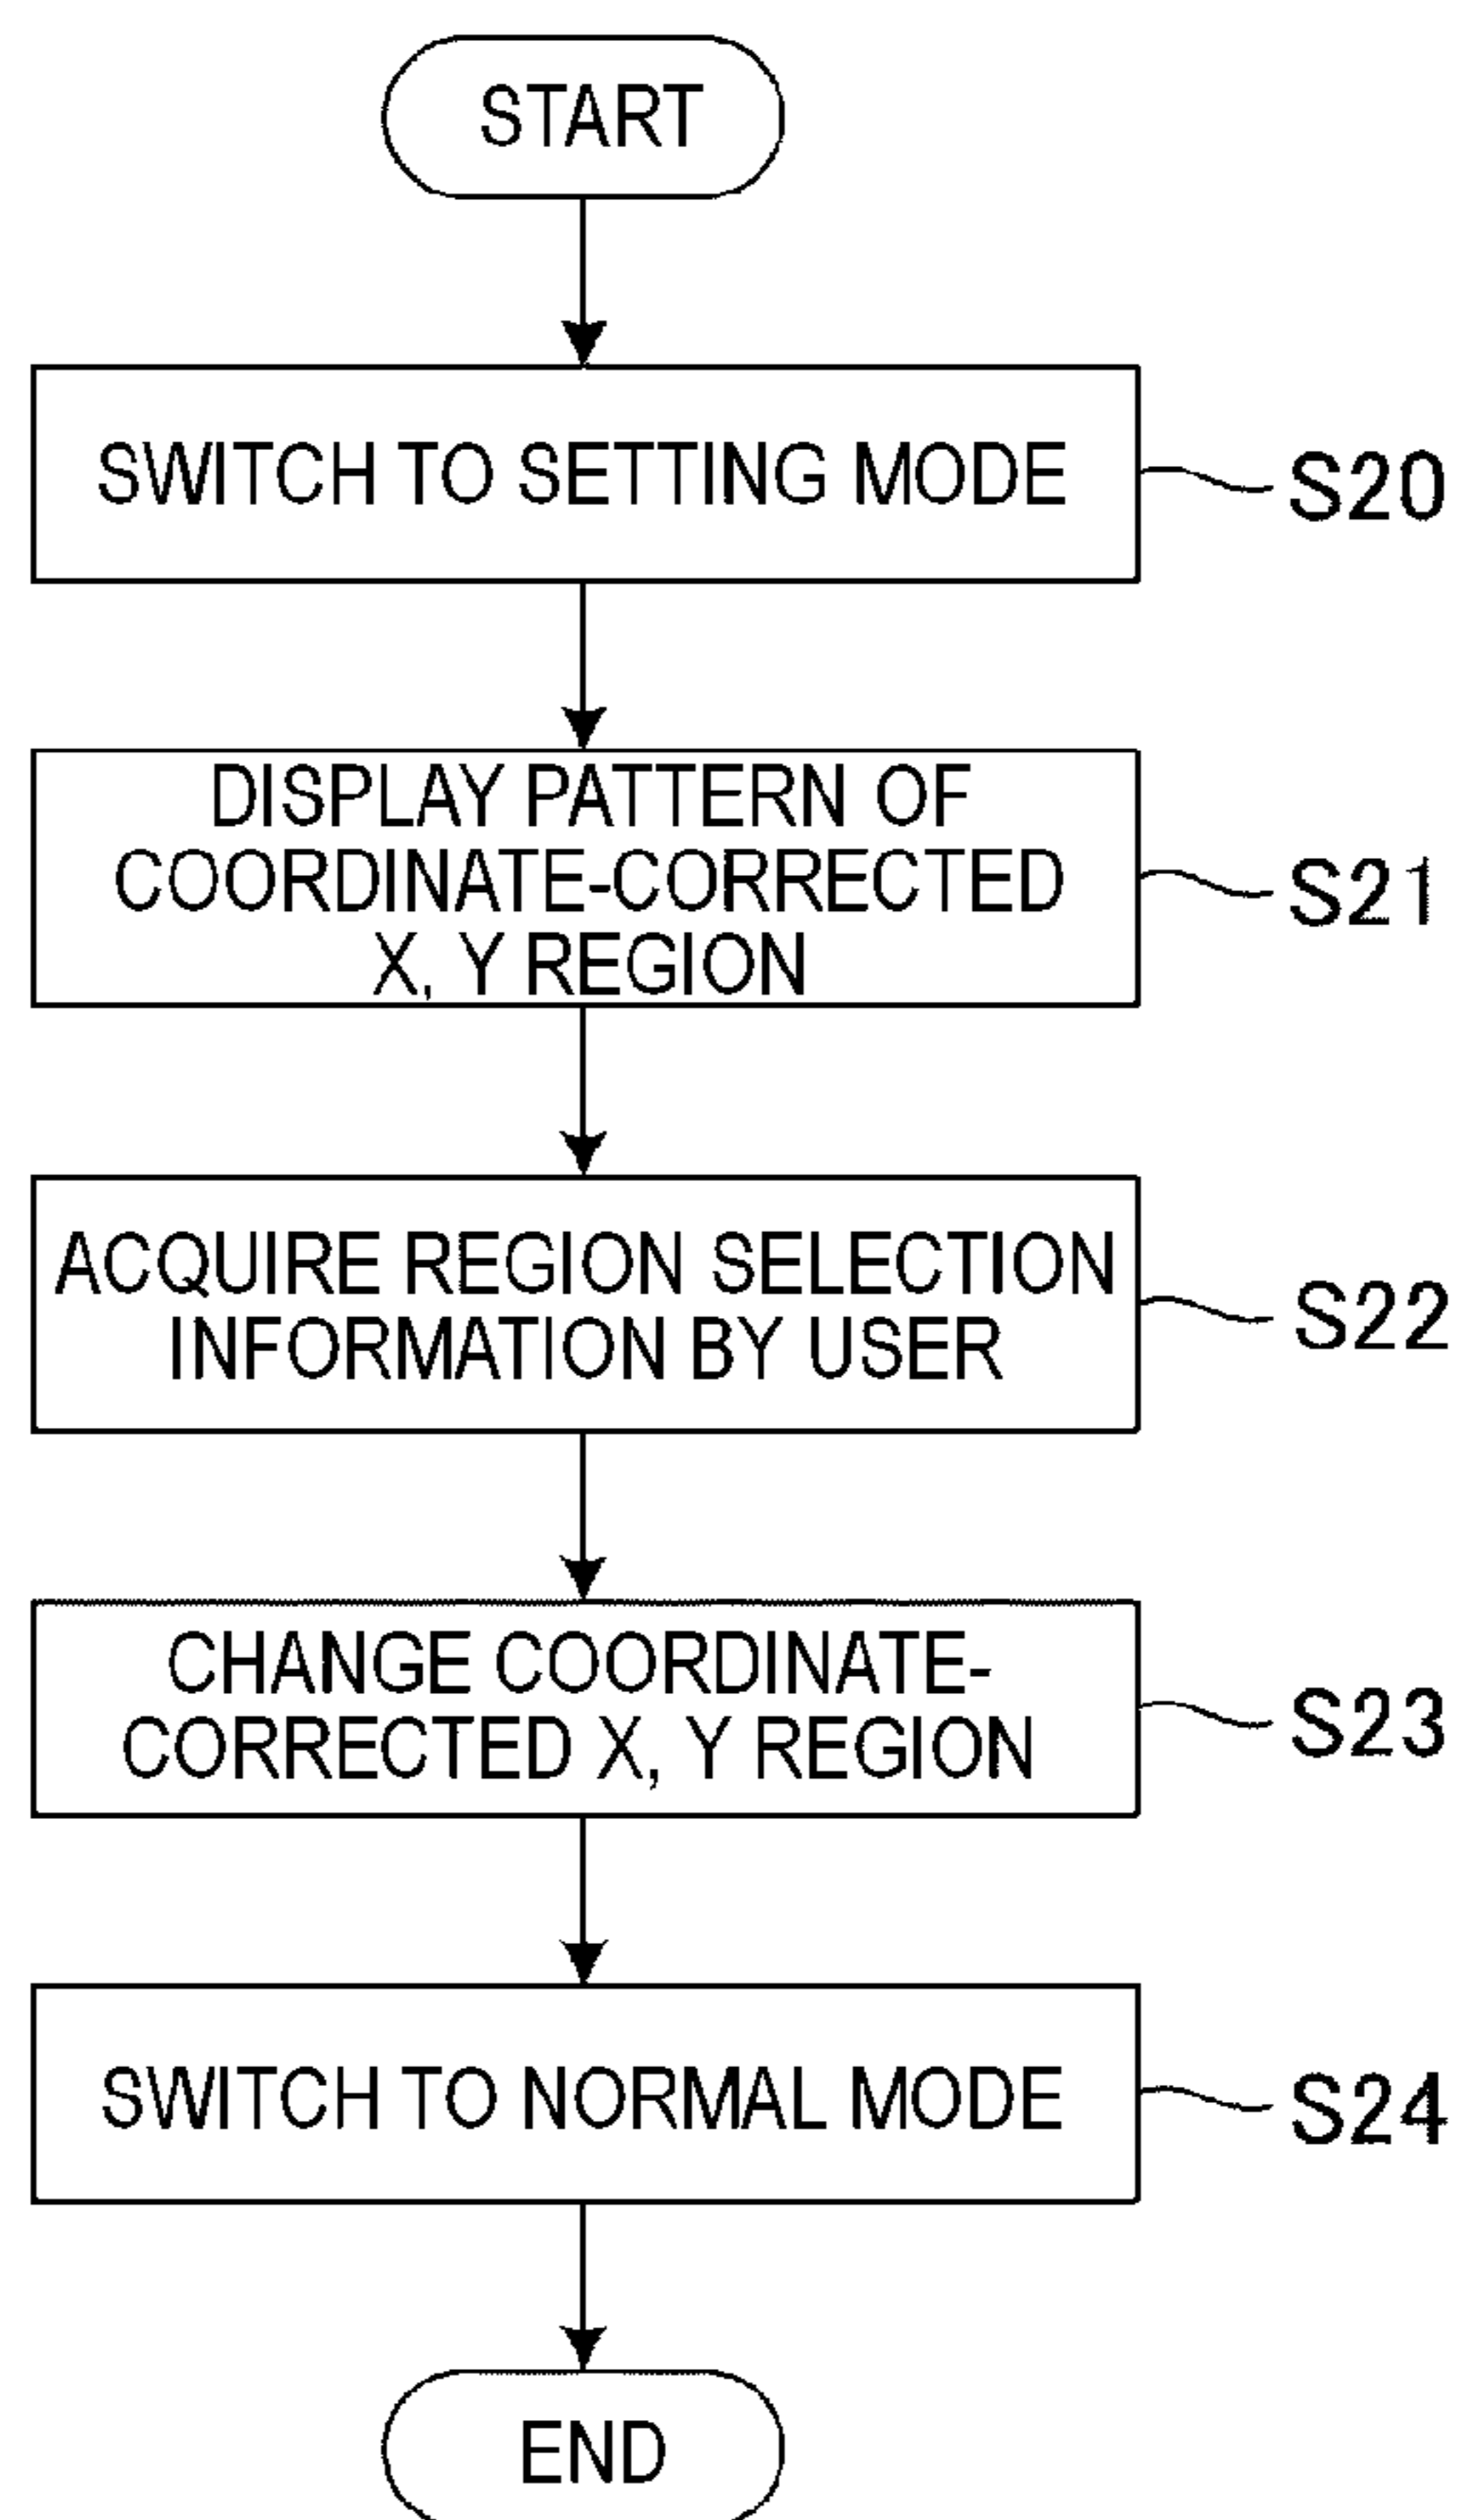 START
SWITCH TO SETTING MODE
S20
DISPLAY PATTERN OF
COORDINATE-CORRECTED
X, Y REGION
S21
ACQUIRE REGION SELECTION
INFORMATION BY USER
S22
CHANGE COORDINATE-
CORRECTED X, Y REGION
S23
SWITCH TO NORMAL MODE
S24
END